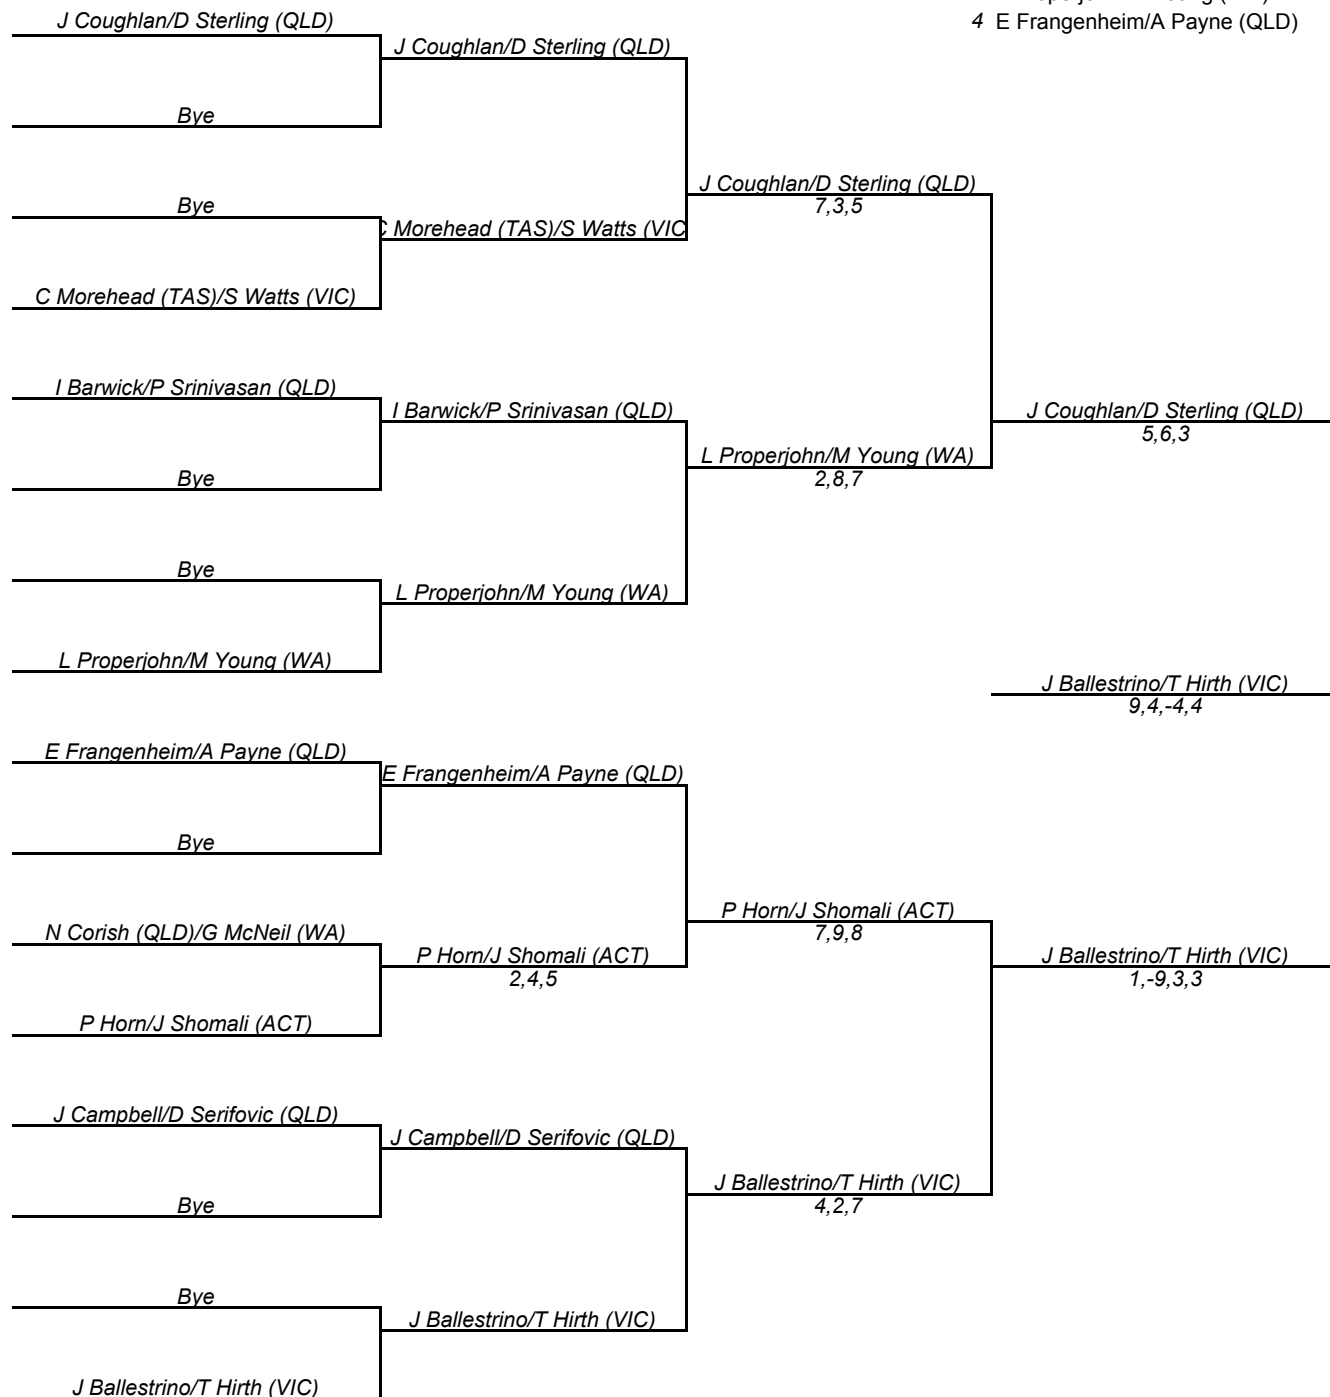 4 E Frangenheim/A Payne (QLD)
J Coughlan/D Sterling (QLD)
J Coughlan/D Sterling (QLD)
Bye
Bye
J Coughlan/D Sterling (QLD)
7,3,5
C Morehead (TAS)/S Watts (VIC
C Morehead (TAS)/S Watts (VIC)
I Barwick/P Srinivasan (QLD)
I Barwick/P Srinivasan (QLD)
J Coughlan/D Sterling (QLD)
5,6,3
L Properjohn/M Young (WA)
2,8,7
Bye
Bye
L Properjohn/M Young (WA)
L Properjohn/M Young (WA)
J Ballestrino/T Hirth (VIC)
9,4,-4,4
E Frangenheim/A Payne (QLD)
E Frangenheim/A Payne (QLD)
Bye
P Horn/J Shomali (ACT)
7,9,8
N Corish (QLD)/G McNeil (WA)
P Horn/J Shomali (ACT)
2,4,5
J Ballestrino/T Hirth (VIC)
1,-9,3,3
P Horn/J Shomali (ACT)
J Campbell/D Serifovic (QLD)
J Campbell/D Serifovic (QLD)
J Ballestrino/T Hirth (VIC)
4,2,7
Bye
Bye
J Ballestrino/T Hirth (VIC)
J Ballestrino/T Hirth (VIC)